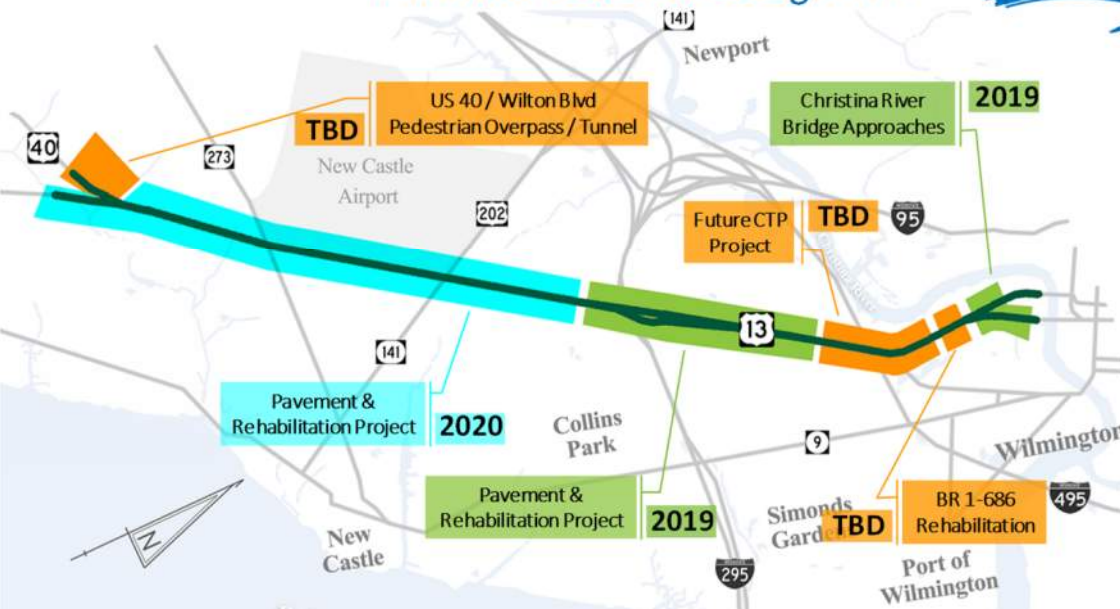 141
Newport
US 40 / Wilton Blvd
Pedestrian Overpass / Tunnel
TBD
Christina River
Bridge Approaches
2019
40
273
New Castle
Airport
202
Future CTP
Project
TBD
95
13
141
Pavement &
Rehabilitation Project
2020
Collins
Park
9
Wilmington
Pavement &
Rehabilitation Project
2019
Simonds
TBD
BR 1-686
Rehabilitation
495
N
New
Castle
295
Port of
Wilmington